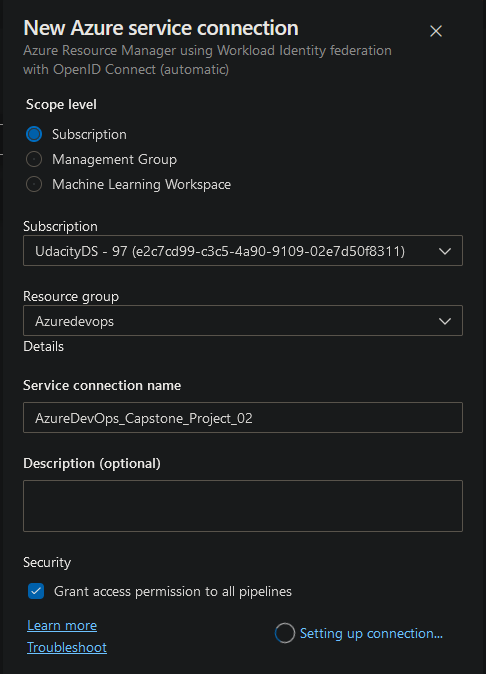 New Azure service connection
Azure Resource Manager using Workload Identity federation
with OpenID Connect (automatic)
Scope level
Subscription
Management Group
Machine Learning Workspace
Subscription
UdacityDS - 97 (e2c7cd99-c3c5-4a90-9109-02e7d50f8311)
Resource group
Azuredevops
Details
Service connection name
AzureDevOps_Capstone_Project_02
Description (optional)
Security
Grant access permission to all pipelines
Learn more
Troubleshoot
Setting up connection...